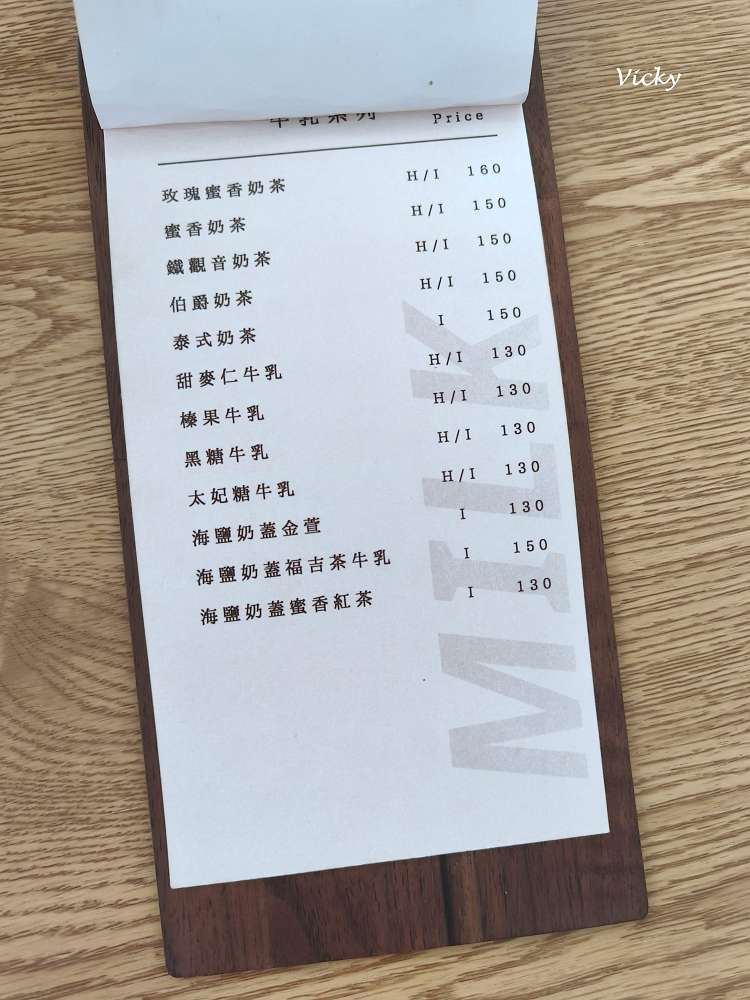 Vicky
牛乳系列 Price
玫瑰蜜香奶茶 H/I 160
蜜香奶茶 H/I 150
鐵觀音奶茶 H/I 150
伯爵奶茶 H/I 150
泰式奶茶 I 150
甜麥仁牛乳 H/I 130
榛果牛乳 H/I 130
黑糖牛乳 H/I 130
太妃糖牛乳 H/I 130
海鹽奶蓋金萱 I 130
海鹽奶蓋福吉茶牛乳 I 150
海鹽奶蓋蜜香紅茶 I 130
MILK